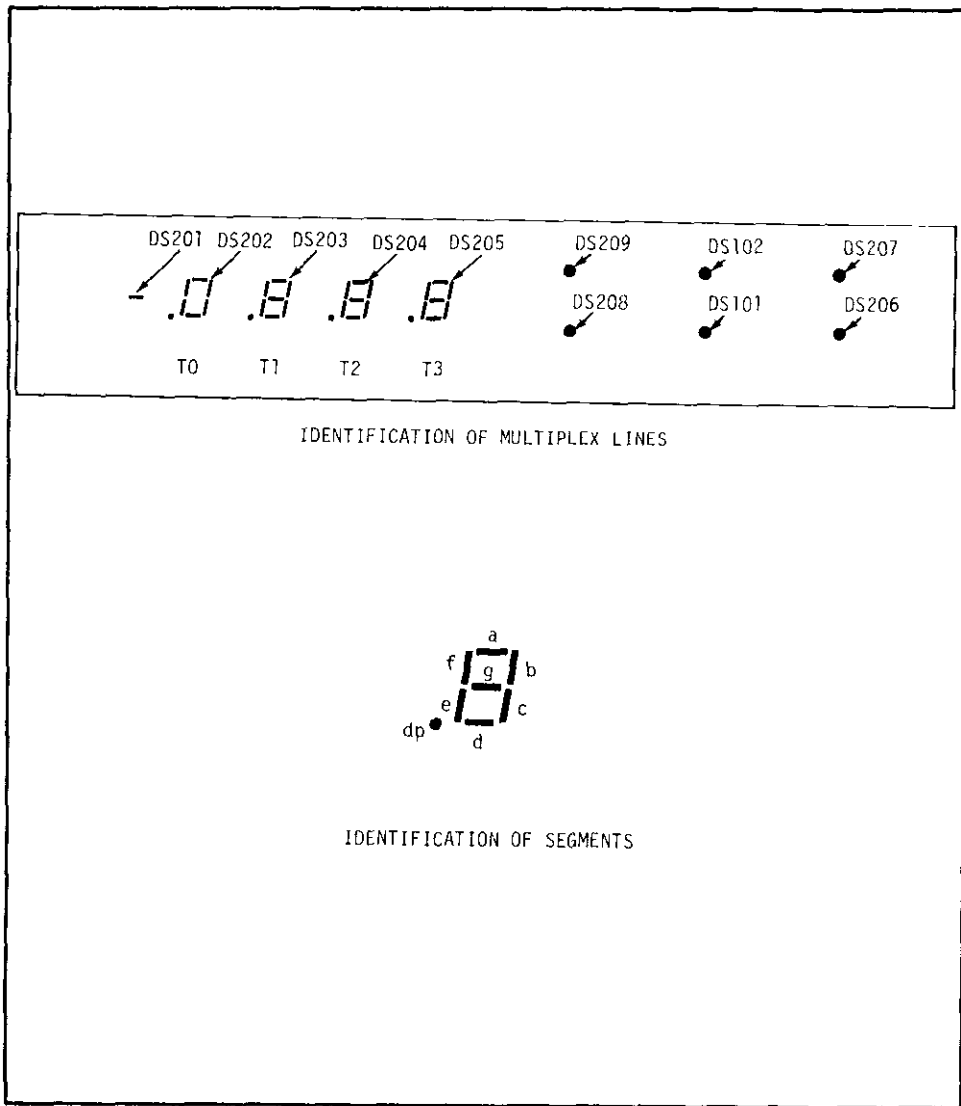 DS201 DS202 DS203 DS204 DS205 DS209 DS102 DS207
DS208 DS101 DS206
T0 T1 T2 T3
IDENTIFICATION OF MULTIPLEX LINES
a
f g b
e c
dp d
IDENTIFICATION OF SEGMENTS